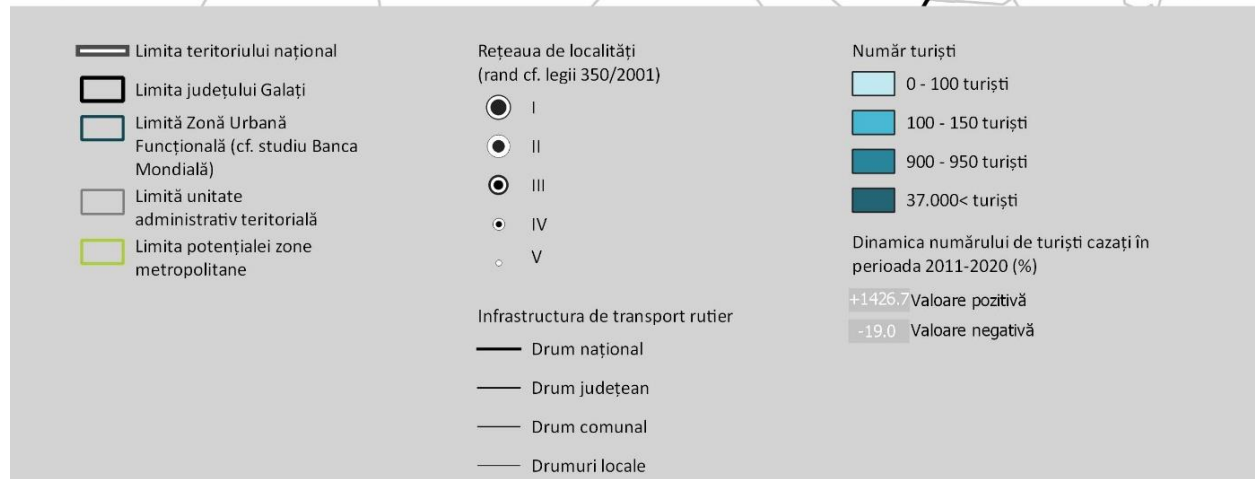 Limita teritoriului național
Limita județului Galați
Limită Zonă Urbană
Funcțională (cf. studiu Banca
Mondială)
Limită unitate
administrativ teritorială
Limita potențialei zone
metropolitane
Rețeaua de localități
(rand cf. legii 350/2001)
I
II
III
IV
V
Infrastructura de transport rutier
Drum național
Drum județean
Drum comunal
Drumuri locale
Număr turiști
0 - 100 turiști
100 - 150 turiști
900 - 950 turiști
37.000< turiști
Dinamica numărului de turiști cazați în
perioada 2011-2020 (%)
+1426.7 Valoare pozitivă
-19.0 Valoare negativă